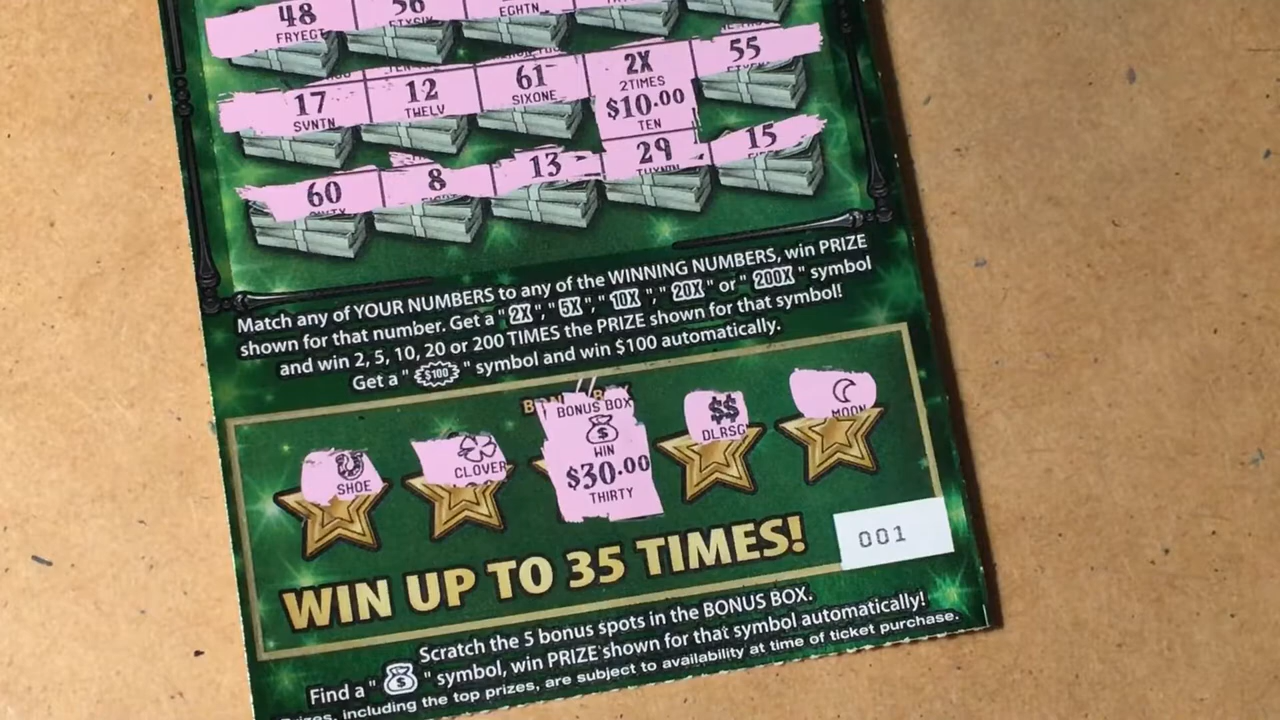 48 56
FRYEGT EGHTN
17 12 61 2X 55
SVNTN TWELV SIXONE 2TIMES
$10.00
TEN
60 8 13 29 15
Match any of YOUR NUMBERS to any of the WINNING NUMBERS, win PRIZE
shown for that number. Get a "2X", "5X", "10X", "20X" or "200X" symbol
and win 2, 5, 10, 20 or 200 TIMES the PRIZE shown for that symbol!
Get a "$100" symbol and win $100 automatically.
BONUS BOX
SHOE CLOVER WIN DLRSG MOON
$30.00
THIRTY
WIN UP TO 35 TIMES!
001
Scratch the 5 bonus spots in the BONUS BOX.
Find a " $ " symbol, win PRIZE shown for that symbol automatically!
Prizes, including the top prizes, are subject to availability at time of ticket purchase.